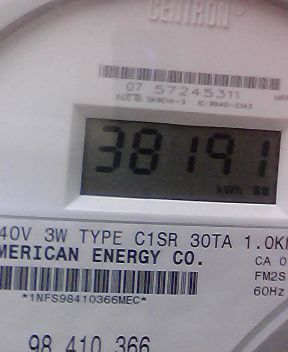 CENTRON®
07 57245311
38191
kWh
40V 3W TYPE C1SR 30TA 1.0K
MERICAN ENERGY CO.
CA 0
FM2S
60Hz
*1NFS98410366MEC*
98 410 366